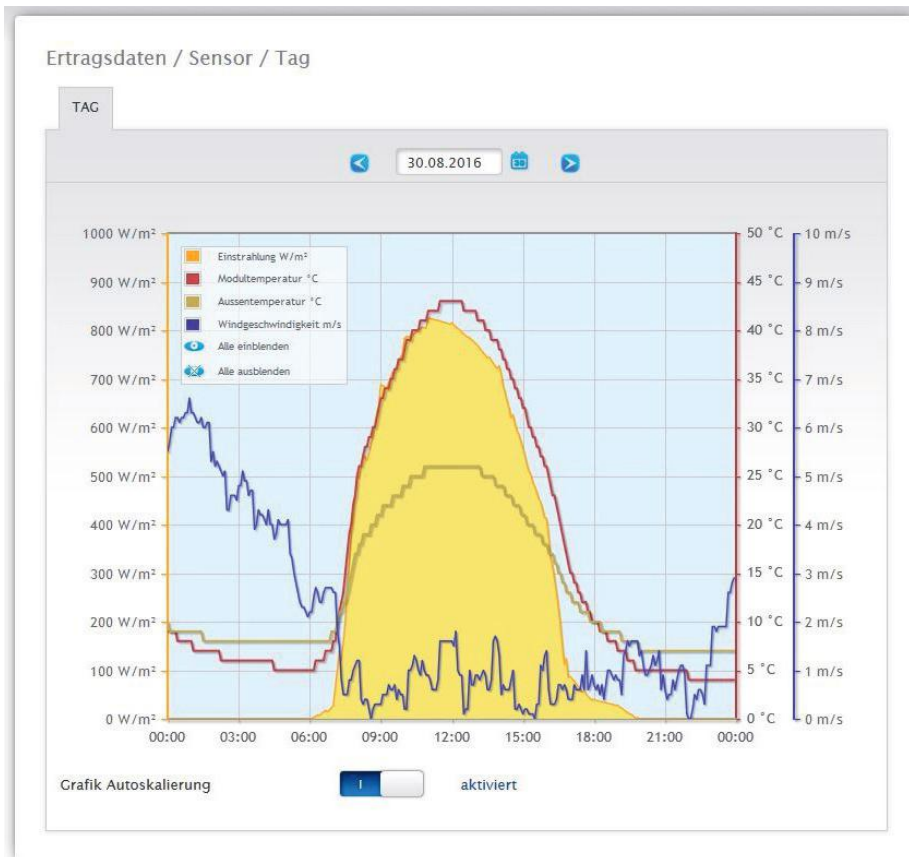 Ertragsdaten / Sensor / Tag
TAG
30.08.2016
1000 W/m²
900 W/m²
800 W/m²
700 W/m²
600 W/m²
500 W/m²
400 W/m²
300 W/m²
200 W/m²
100 W/m²
0 W/m²
Einstrahlung W/m²
Modultemperatur °C
Aussentemperatur °C
Windgeschwindigkeit m/s
Alle einblenden
Alle ausblenden
50 °C
45 °C
40 °C
35 °C
30 °C
25 °C
20 °C
15 °C
10 °C
5 °C
0 °C
10 m/s
9 m/s
8 m/s
7 m/s
6 m/s
5 m/s
4 m/s
3 m/s
2 m/s
1 m/s
0 m/s
00:00 03:00 06:00 09:00 12:00 15:00 18:00 21:00 00:00
Grafik Autoskalierung I aktiviert